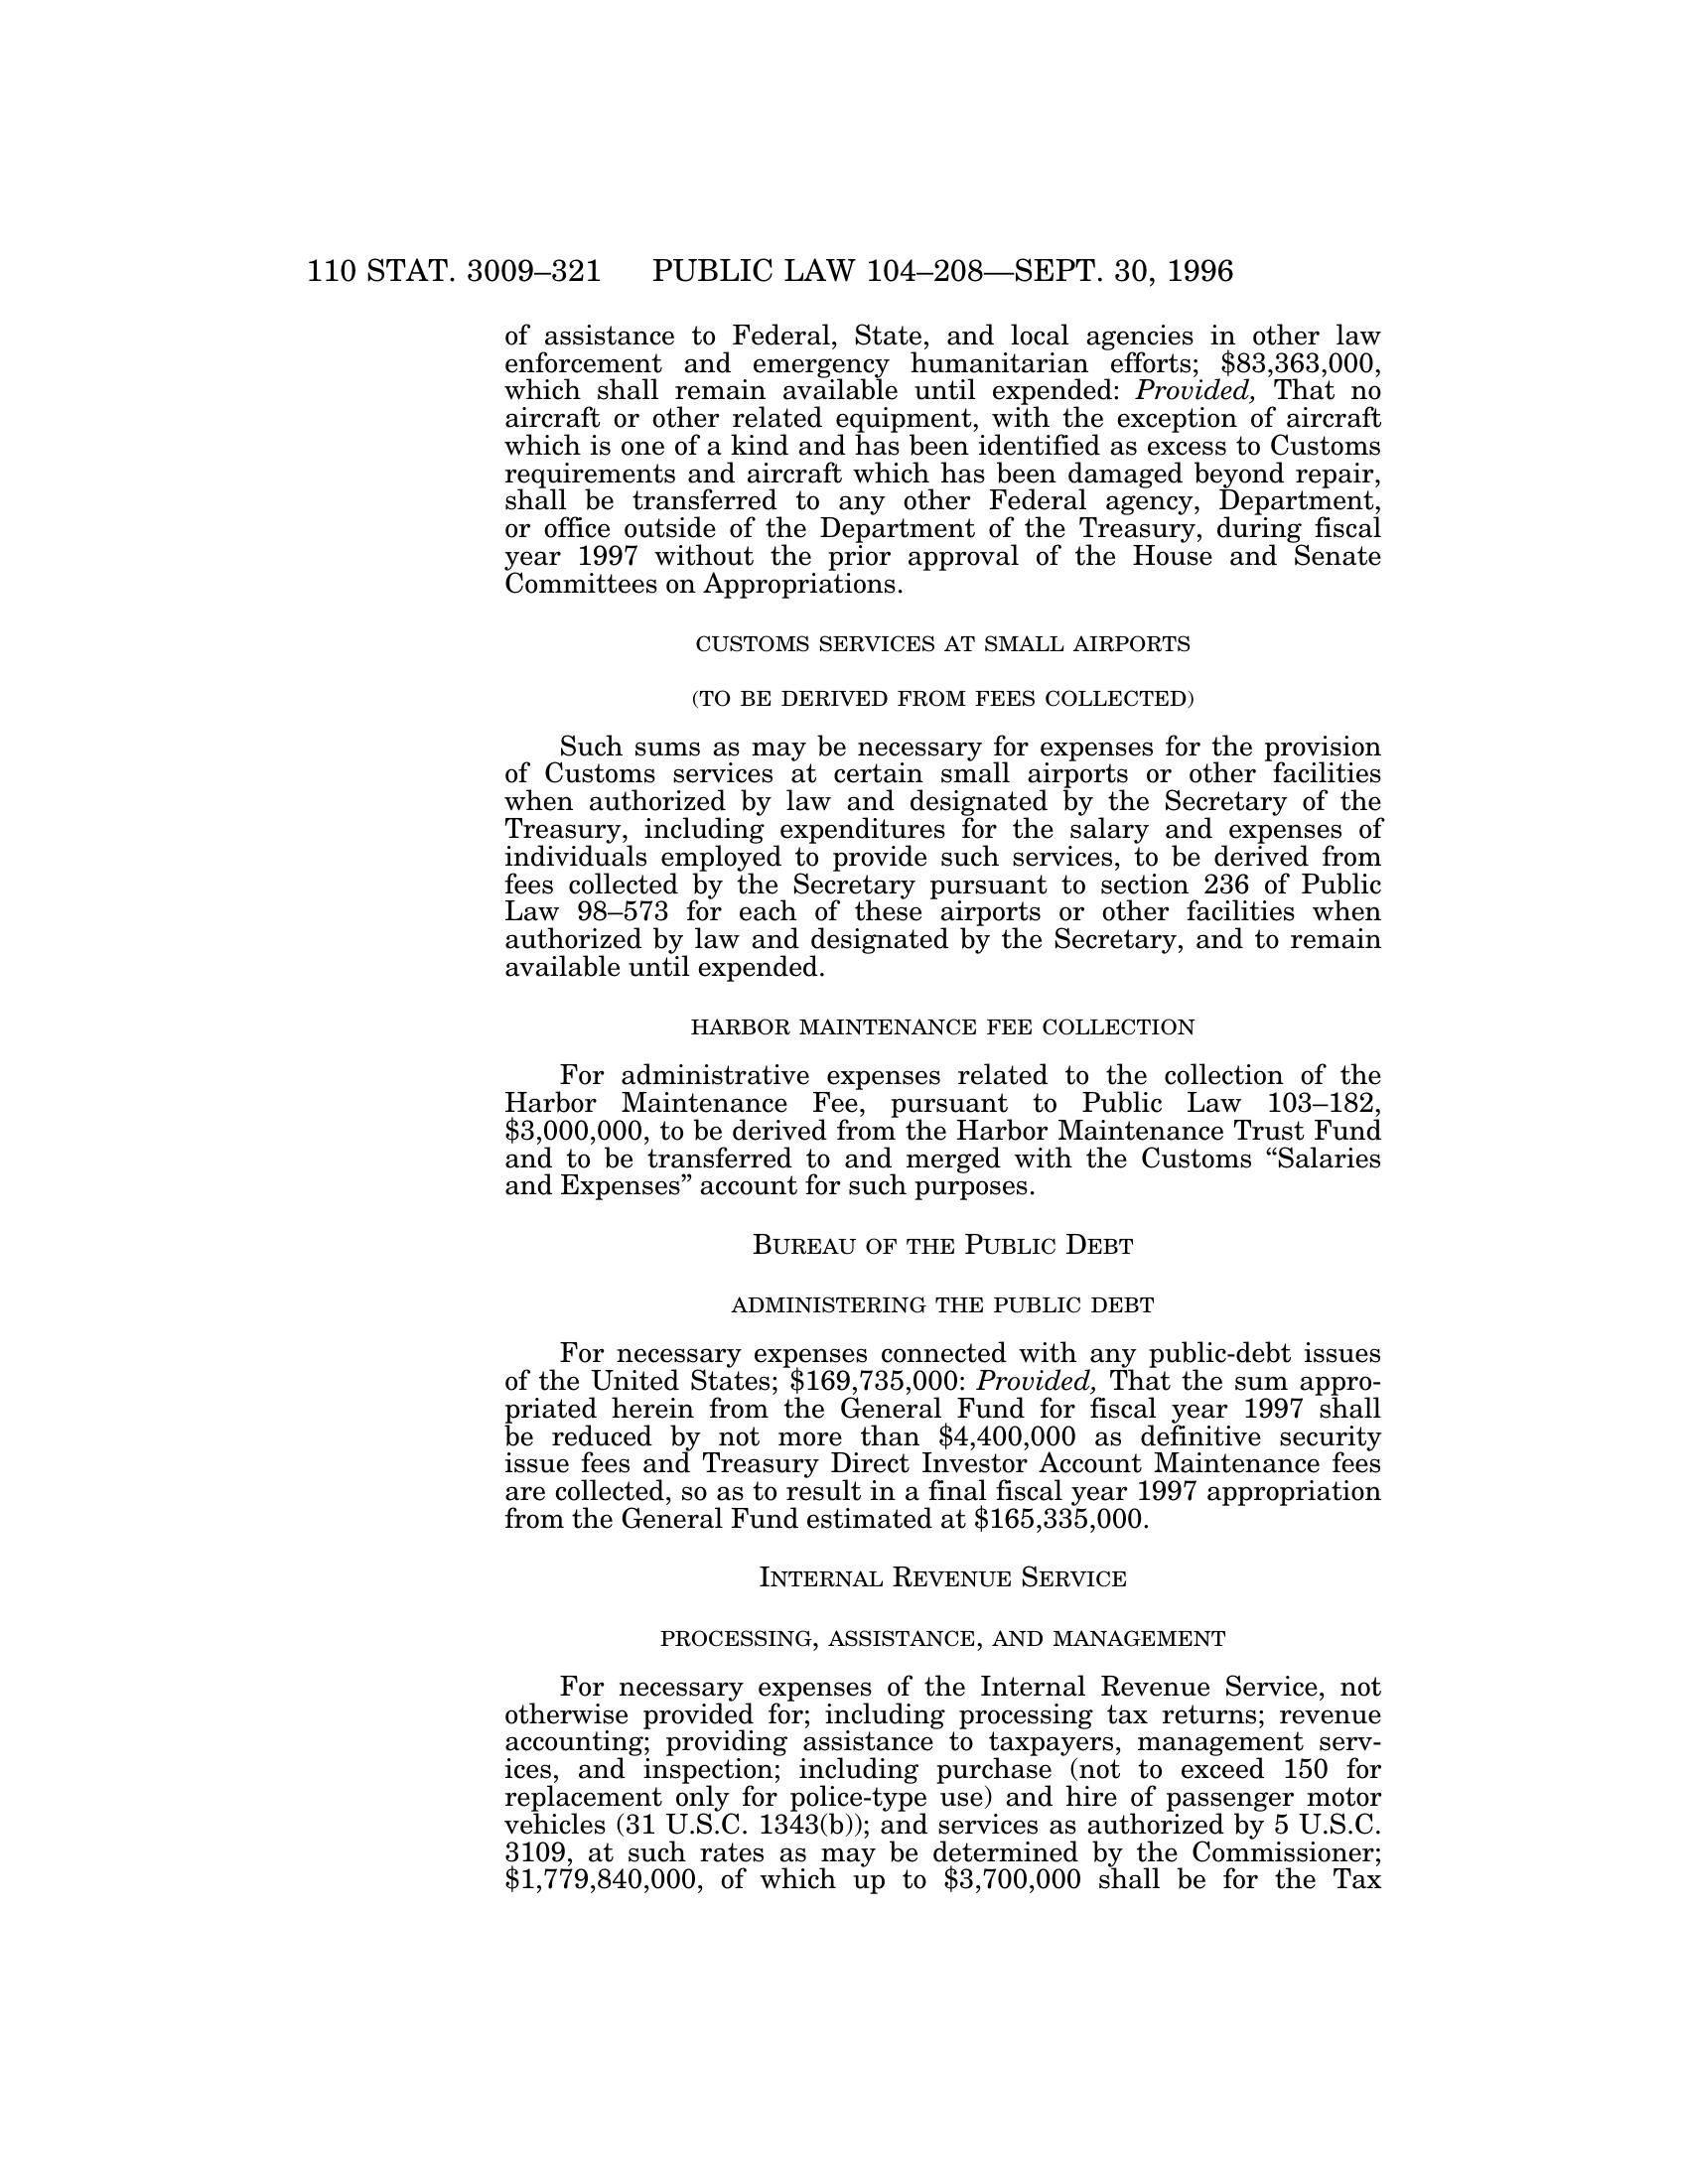 110 STAT. 3009–321 PUBLIC LAW 104–208—SEPT. 30, 1996
of assistance to Federal, State, and local agencies in other law
enforcement and emergency humanitarian efforts; $83,363,000,
which shall remain available until expended: Provided, That no
aircraft or other related equipment, with the exception of aircraft
which is one of a kind and has been identified as excess to Customs
requirements and aircraft which has been damaged beyond repair,
shall be transferred to any other Federal agency, Department,
or office outside of the Department of the Treasury, during fiscal
year 1997 without the prior approval of the House and Senate
Committees on Appropriations.
CUSTOMS SERVICES AT SMALL AIRPORTS
(TO BE DERIVED FROM FEES COLLECTED)
Such sums as may be necessary for expenses for the provision
of Customs services at certain small airports or other facilities
when authorized by law and designated by the Secretary of the
Treasury, including expenditures for the salary and expenses of
individuals employed to provide such services, to be derived from
fees collected by the Secretary pursuant to section 236 of Public
Law 98–573 for each of these airports or other facilities when
authorized by law and designated by the Secretary, and to remain
available until expended.
HARBOR MAINTENANCE FEE COLLECTION
For administrative expenses related to the collection of the
Harbor Maintenance Fee, pursuant to Public Law 103–182,
$3,000,000, to be derived from the Harbor Maintenance Trust Fund
and to be transferred to and merged with the Customs “Salaries
and Expenses” account for such purposes.
BUREAU OF THE PUBLIC DEBT
ADMINISTERING THE PUBLIC DEBT
For necessary expenses connected with any public-debt issues
of the United States; $169,735,000: Provided, That the sum appro-
priated herein from the General Fund for fiscal year 1997 shall
be reduced by not more than $4,400,000 as definitive security
issue fees and Treasury Direct Investor Account Maintenance fees
are collected, so as to result in a final fiscal year 1997 appropriation
from the General Fund estimated at $165,335,000.
INTERNAL REVENUE SERVICE
PROCESSING, ASSISTANCE, AND MANAGEMENT
For necessary expenses of the Internal Revenue Service, not
otherwise provided for; including processing tax returns; revenue
accounting; providing assistance to taxpayers, management serv-
ices, and inspection; including purchase (not to exceed 150 for
replacement only for police-type use) and hire of passenger motor
vehicles (31 U.S.C. 1343(b)); and services as authorized by 5 U.S.C.
3109, at such rates as may be determined by the Commissioner;
$1,779,840,000, of which up to $3,700,000 shall be for the Tax